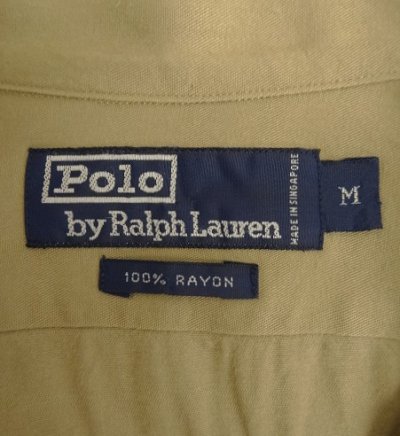 Polo
by Ralph Lauren
MADE IN SINGAPORE
M
100% RAYON